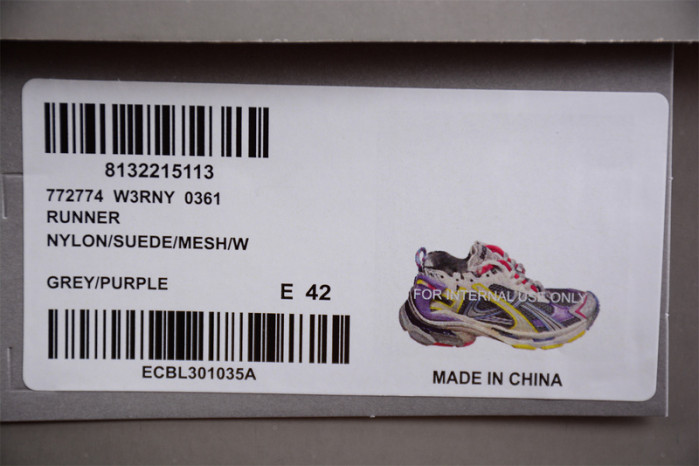 8132215113
772774 W3RNY 0361
RUNNER
NYLON/SUEDE/MESH/W
GREY/PURPLE
E 42
ECBL301035A
FOR INTERNAL USE ONLY
MADE IN CHINA